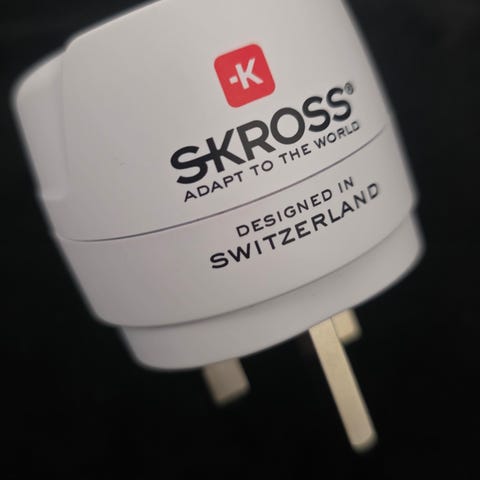 -K
SKROSS®
ADAPT TO THE WORLD
DESIGNED IN
SWITZERLAND